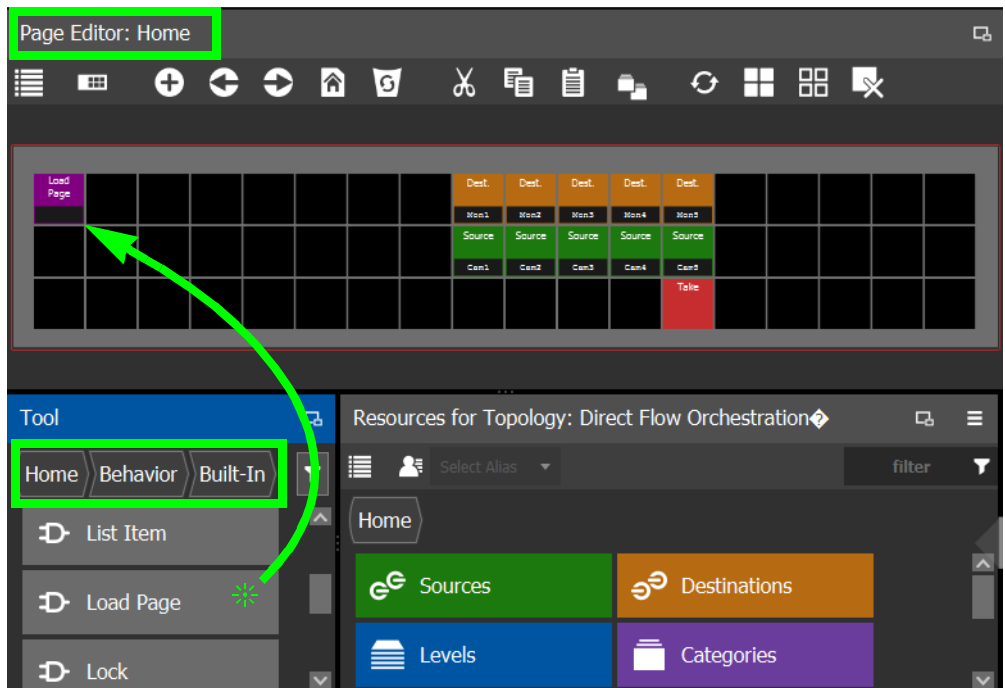 Page Editor: Home
Load
Page
Dest. Dest. Dest. Dest. Dest.
Mon1 Mon2 Mon3 Mon4 Mon5
Source Source Source Source Source
Cam1 Cam2 Cam3 Cam4 Cam5
Take
Tool
Home Behavior Built-In
List Item
Load Page
Lock
Resources for Topology: Direct Flow Orchestration�
Select Alias
filter
Home
Sources Destinations
Levels Categories